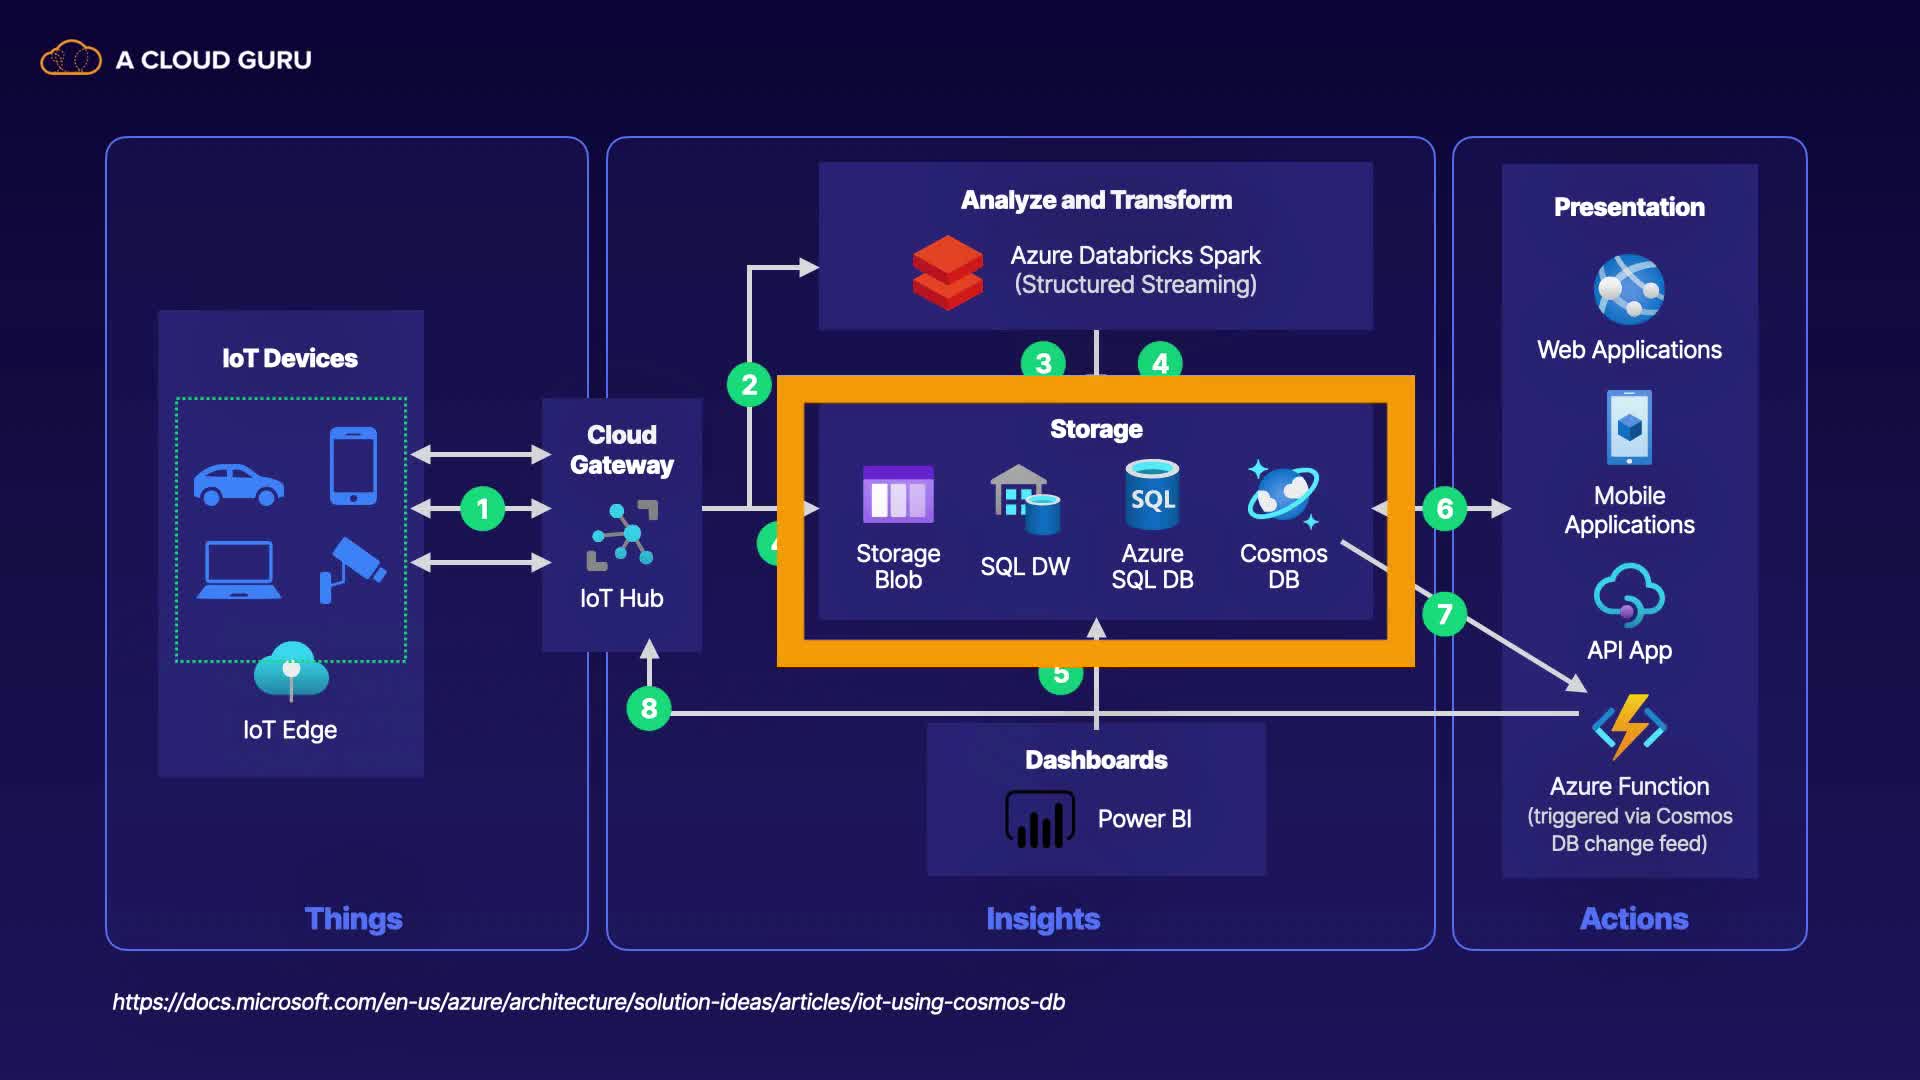 A CLOUD GURU
IoT Devices
IoT Edge
Things
1
Cloud
Gateway
IoT Hub
2
Analyze and Transform
Azure Databricks Spark
(Structured Streaming)
3
4
4
Storage
Storage
Blob
SQL DW
SQL
Azure
SQL DB
Cosmos
DB
5
6
7
8
Dashboards
Power BI
Insights
Presentation
Web Applications
Mobile
Applications
API App
Azure Function
(triggered via Cosmos
DB change feed)
Actions
https://docs.microsoft.com/en-us/azure/architecture/solution-ideas/articles/iot-using-cosmos-db